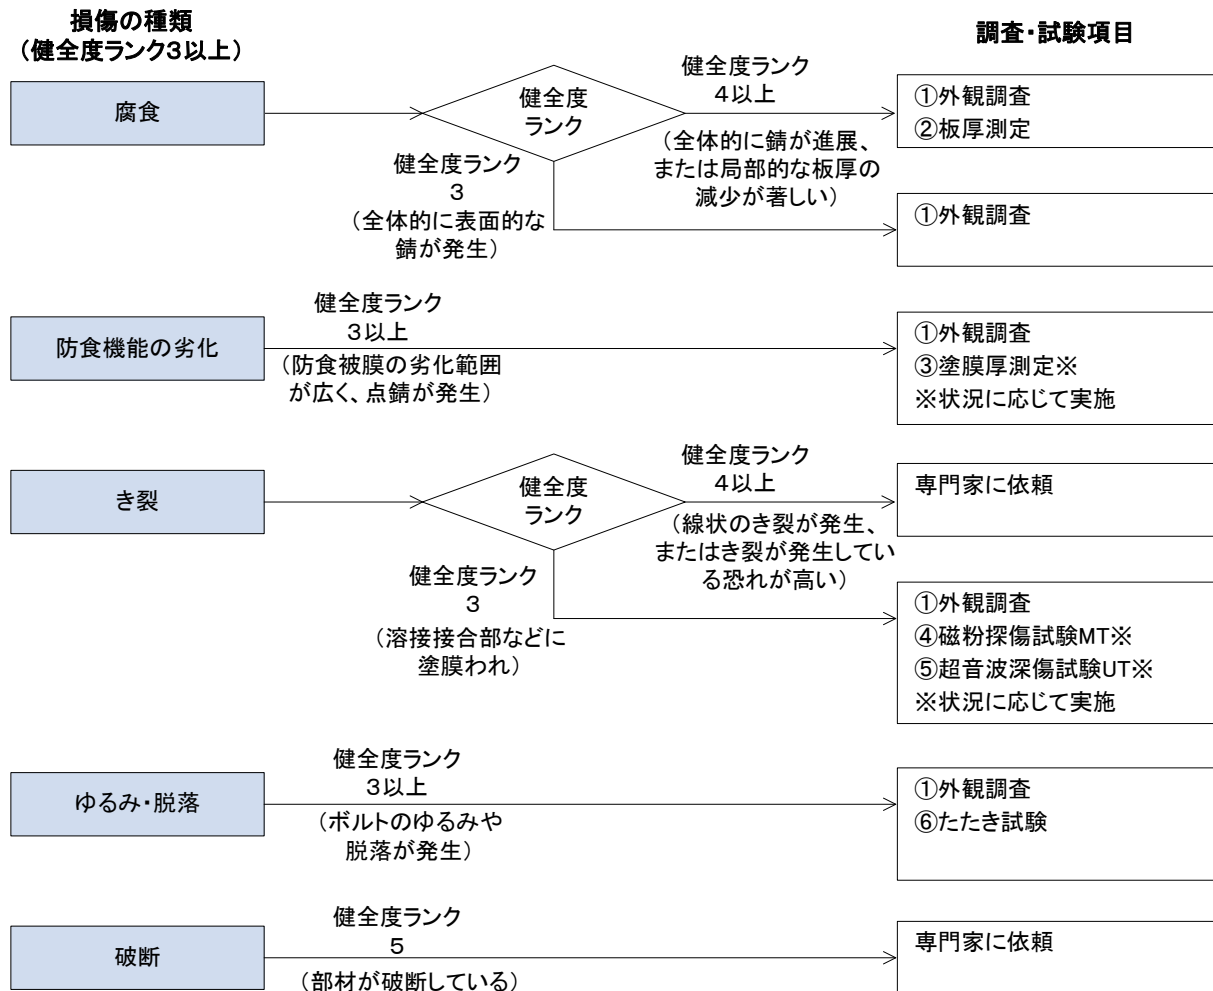 損傷の種類
（健全度ランク３以上）
調査・試験項目
腐食
健全度
ランク
健全度ランク
４以上
（全体的に錆が進展、
または局部的な板厚の
減少が著しい）
①外観調査
②板厚測定
健全度ランク
３
（全体的に表面的な
錆が発生）
①外観調査
防食機能の劣化
健全度ランク
３以上
（防食被膜の劣化範囲
が広く、点錆が発生）
①外観調査
③塗膜厚測定※
※状況に応じて実施
き裂
健全度
ランク
健全度ランク
４以上
（線状のき裂が発生、
またはき裂が発生してい
る恐れが高い）
専門家に依頼
健全度ランク
３
（溶接接合部などに
塗膜われ）
①外観調査
④磁粉探傷試験MT※
⑤超音波深傷試験UT※
※状況に応じて実施
ゆるみ・脱落
健全度ランク
３以上
（ボルトのゆるみや
脱落が発生）
①外観調査
⑥たたき試験
破断
健全度ランク
５
（部材が破断している）
専門家に依頼